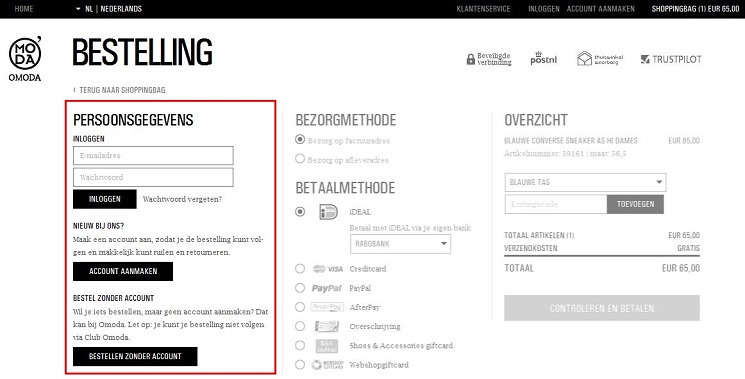 HOME
NL | NEDERLANDS
KLANTENSERVICE
INLOGGEN
ACCOUNT AANMAKEN
SHOPPINGBAG (1) EUR 65,00
MODA'
OMODA
BESTELLING
Beveiligde
verbinding
postnl
thuiswinkel
waarborg
TRUSTPILOT
‹ TERUG NAAR SHOPPINGBAG
PERSOONSGEGEVENS
INLOGGEN
E-mailadres
Wachtwoord
INLOGGEN
Wachtwoord vergeten?
NIEUW BIJ ONS?
Maak een account aan, zodat je de bestelling kunt vol-
gen en makkelijk kunt ruilen en retourneren.
ACCOUNT AANMAKEN
BESTEL ZONDER ACCOUNT
Wil je iets bestellen, maar geen account aanmaken? Dat
kan bij Omoda. Let op: je kunt je bestelling niet volgen
via Club Omoda.
BESTELLEN ZONDER ACCOUNT
BEZORGMETHODE
Bezorg op factuuradres
Bezorg op afleveradres
BETAALMETHODE
iDEAL
Betaal met iDEAL via je eigen bank:
RABOBANK
VISA
Creditcard
PayPal
PayPal
AfterPay
AfterPay
Overschrijving
Shoes & Accessories giftcard
WEBSHOP
GIFTCARD
Webshopgiftcard
OVERZICHT
BLAUWE CONVERSE SNEAKER AS HI DAMES
EUR 65,00
Artikelnummer: 39161 | maat: 36,5
BLAUWE TAS
Kortingscode
TOEVOEGEN
TOTAAL ARTIKELEN (1)
EUR 65,00
VERZENDKOSTEN
GRATIS
TOTAAL
EUR 65,00
CONTROLEREN EN BETALEN